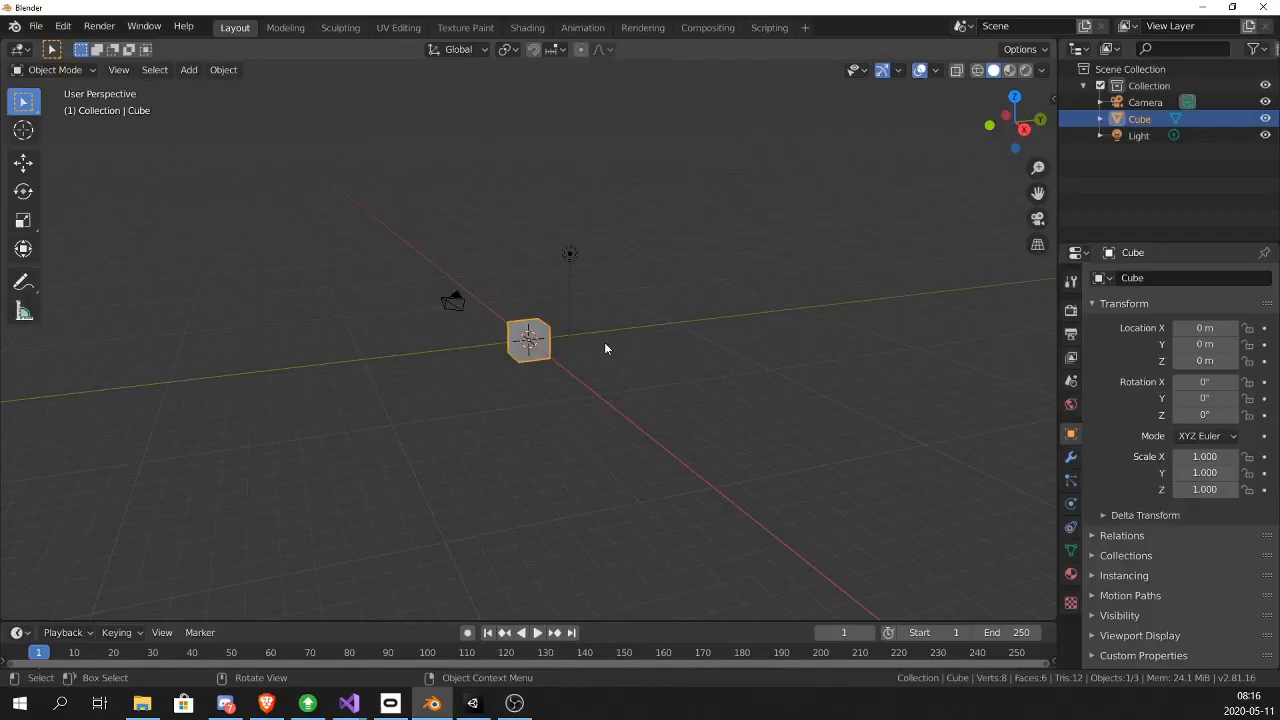 Blender
File Edit Render Window Help Layout Modeling Sculpting UV Editing Texture Paint Shading Animation Rendering Compositing Scripting + Scene View Layer
Global Options
Object Mode View Select Add Object
User Perspective
(1) Collection | Cube
Z
Y
X
Scene Collection
Collection
Camera
Cube
Light
Cube
Cube
Transform
Location X 0 m
Y 0 m
Z 0 m
Rotation X 0°
Y 0°
Z 0°
Mode XYZ Euler
Scale X 1.000
Y 1.000
Z 1.000
Delta Transform
Relations
Collections
Instancing
Motion Paths
Visibility
Viewport Display
Custom Properties
Playback Keying View Marker 1 Start 1 End 250
1 10 20 30 40 50 60 70 80 90 100 110 120 130 140 150 160 170 180 190 200 210 220 230 240 250
Select Box Select Rotate View Object Context Menu Collection | Cube | Verts:8 | Faces:6 | Tris:12 | Objects:1/3 | Mem: 24.1 MiB | v2.81.16
7
08:16
2020-05-11